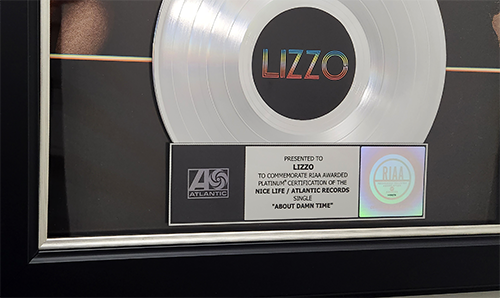 LIZZO
PRESENTED TO
LIZZO
TO COMMEMORATE RIAA AWARDED
PLATINUM® CERTIFICATION OF THE
NICE LIFE / ATLANTIC RECORDS
SINGLE
"ABOUT DAMN TIME"
ATLANTIC
RIAA